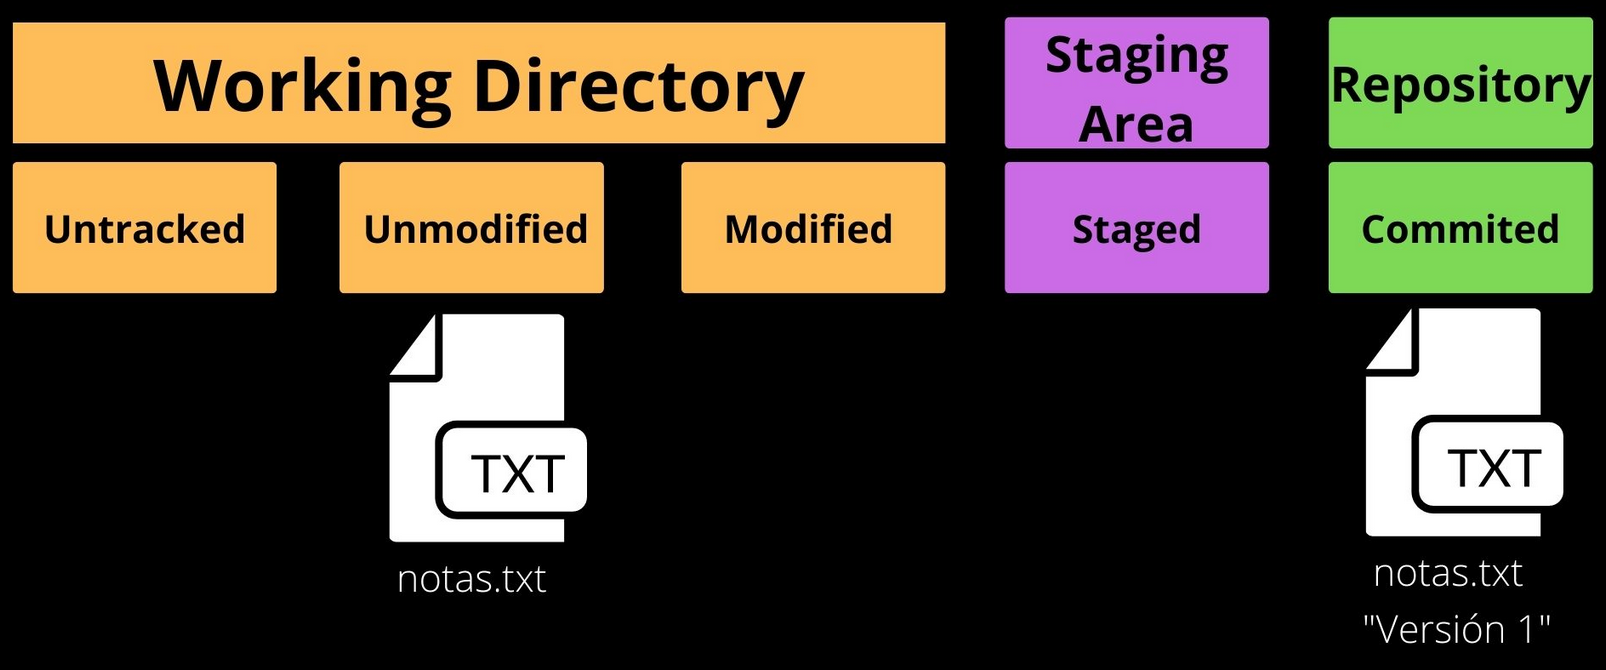 Working Directory
Staging
Area
Repository
Untracked
Unmodified
Modified
Staged
Commited
TXT
notas.txt
TXT
notas.txt
"Versión 1"